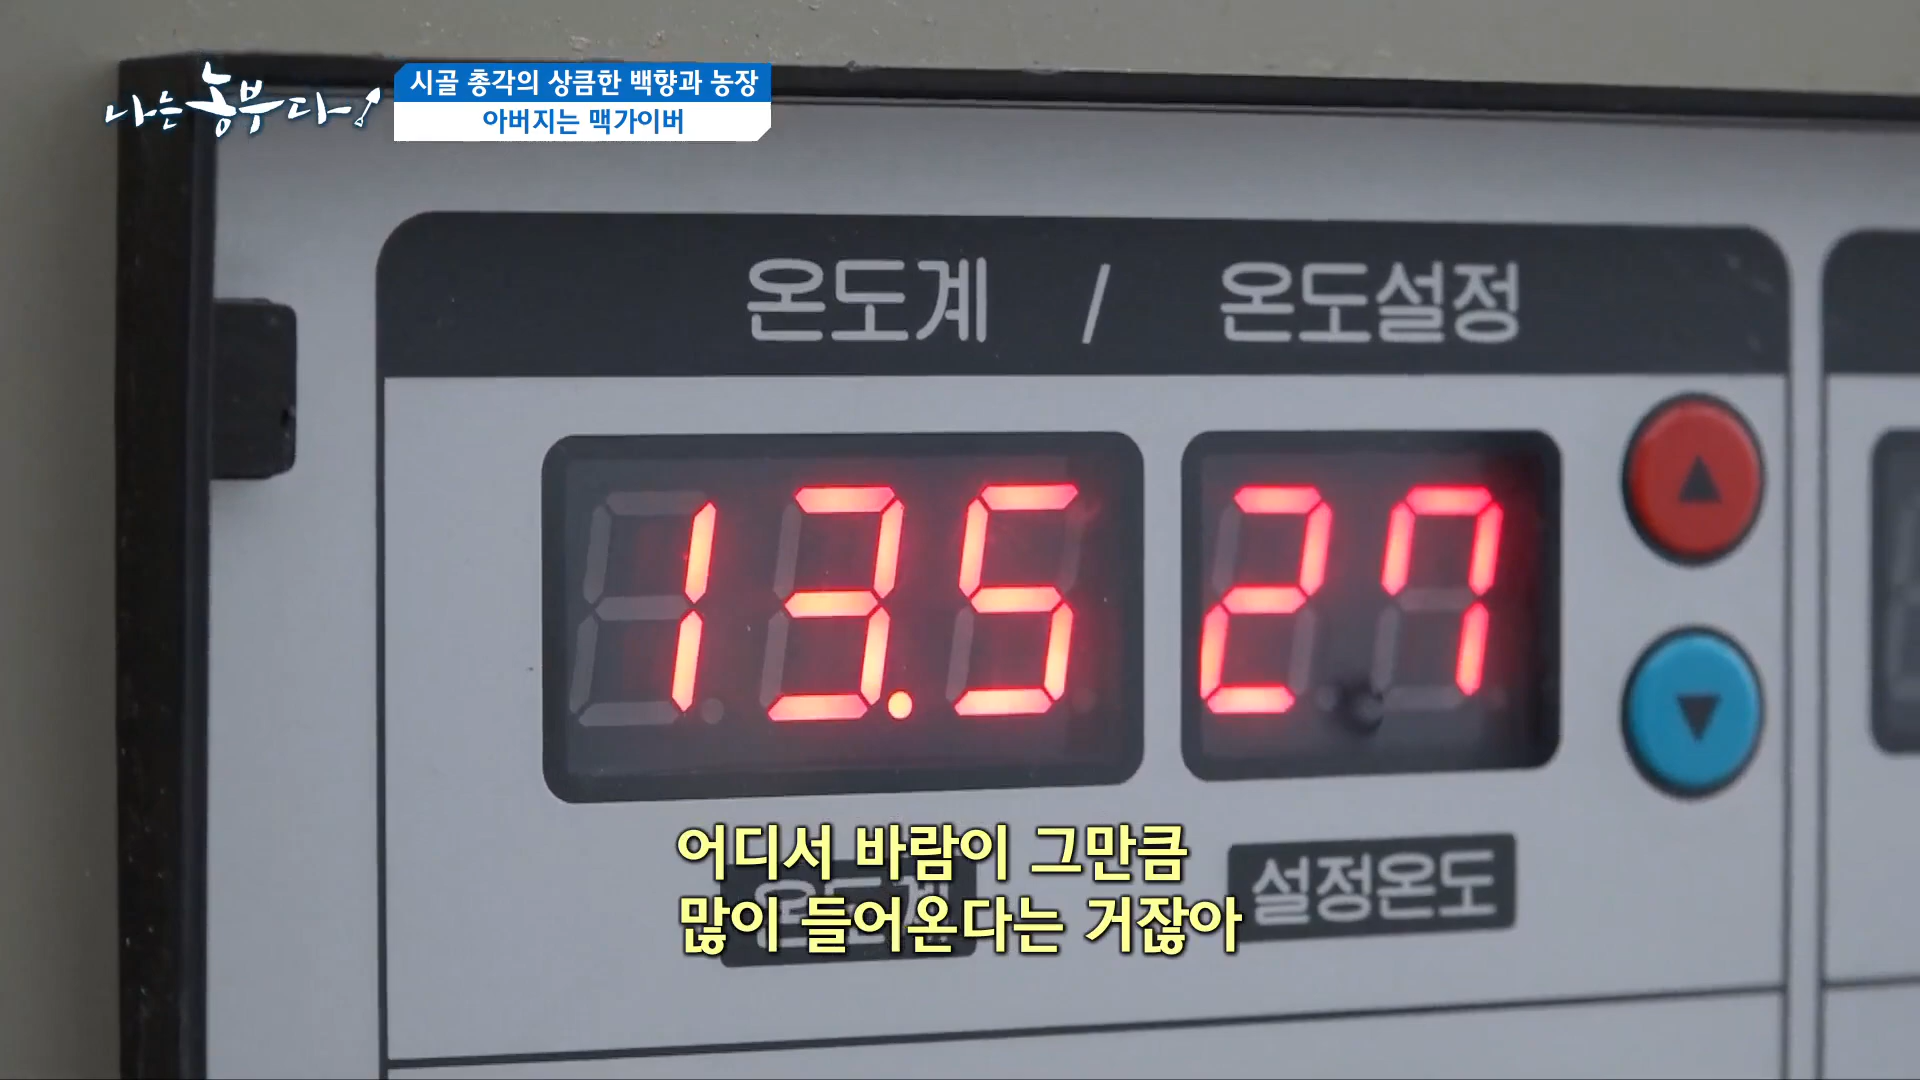 나는 농부다!
시골 총각의 상큼한 백향과 농장
아버지는 맥가이버
온도계 / 온도설정
13.5 27
어디서 바람이 그만큼
많이 들어온다는 거잖아
온도계
설정온도